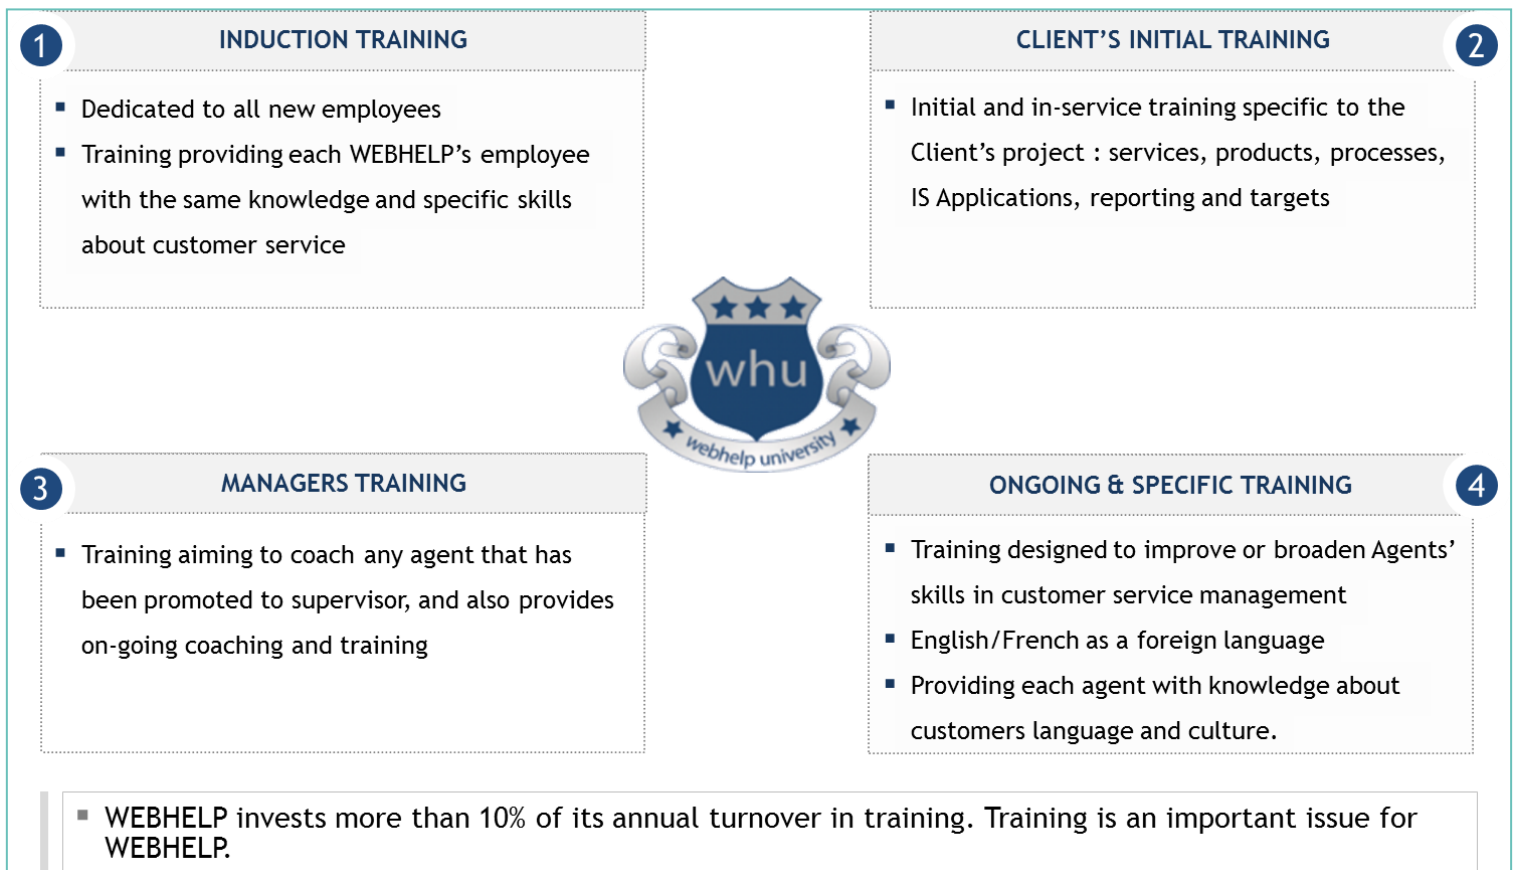 1
INDUCTION TRAINING
▪ Dedicated to all new employees
▪ Training providing each WEBHELP’s employee
with the same knowledge and specific skills
about customer service
CLIENT’S INITIAL TRAINING
2
▪ Initial and in-service training specific to the
Client’s project : services, products, processes,
IS Applications, reporting and targets
whu
webhelp university
3
MANAGERS TRAINING
▪ Training aiming to coach any agent that has
been promoted to supervisor, and also provides
on-going coaching and training
ONGOING & SPECIFIC TRAINING
4
▪ Training designed to improve or broaden Agents’
skills in customer service management
▪ English/French as a foreign language
▪ Providing each agent with knowledge about
customers language and culture.
▪ WEBHELP invests more than 10% of its annual turnover in training. Training is an important issue for
WEBHELP.